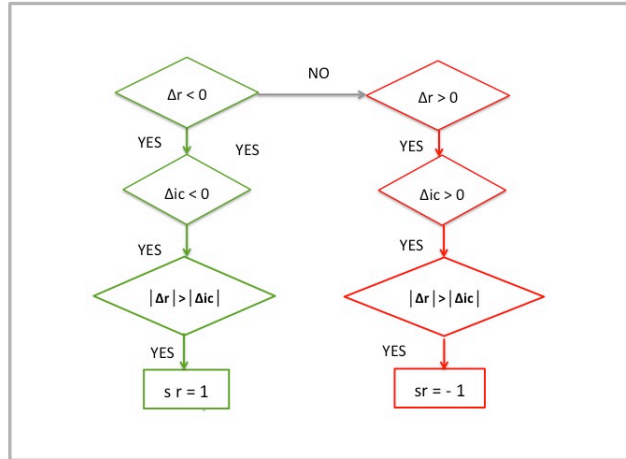 NO
Δr < 0
Δr > 0
YES
YES
YES
Δic < 0
Δic > 0
YES
YES
|Δr|>|Δic|
|Δr|>|Δic|
YES
YES
s r = 1
sr = - 1